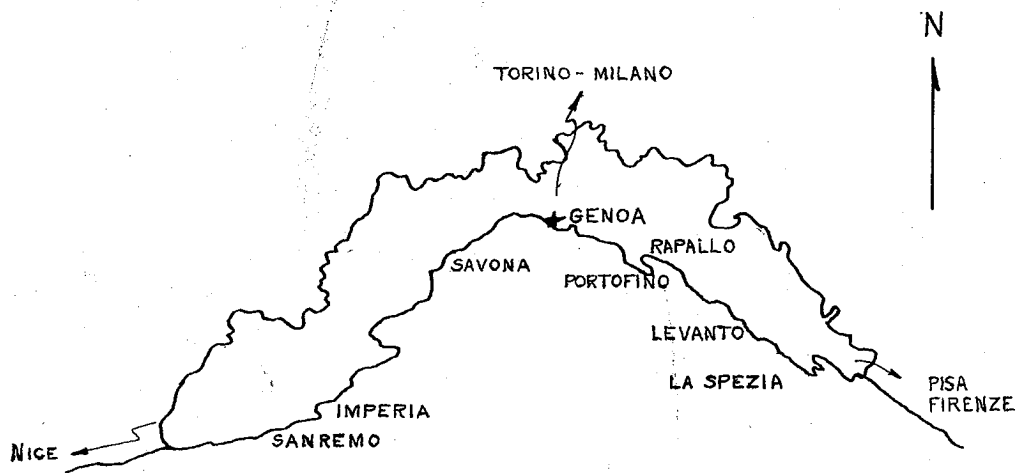 N
TORINO - MILANO
GENOA
RAPALLO
SAVONA
PORTOFINO
LEVANTO
LA SPEZIA
PISA
FIRENZE
IMPERIA
SANREMO
NICE